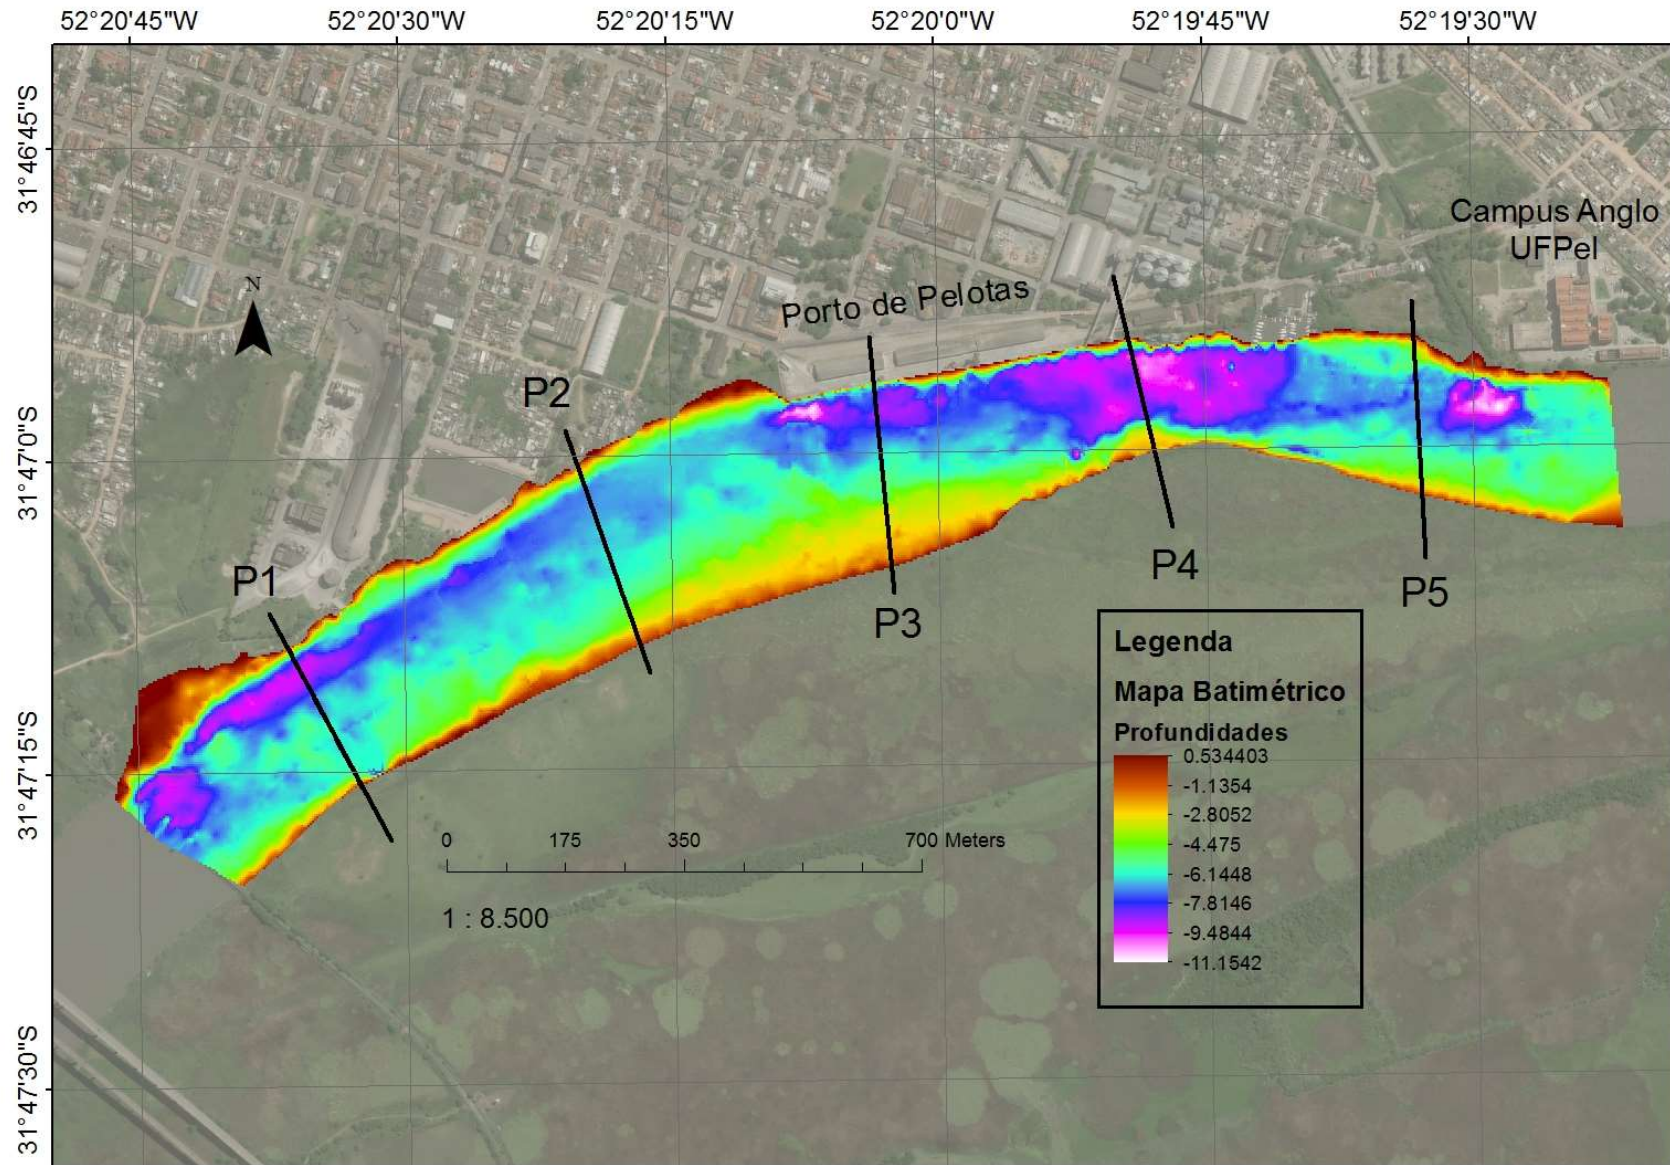 52°20'45"W 52°20'30"W 52°20'15"W 52°20'0"W 52°19'45"W 52°19'30"W
31°46'45"S
Campus Anglo
UFPel
N
Porto de Pelotas
P2
31°47'0"S
P1
P4
P5
P3
Legenda
Mapa Batimétrico
Profundidades
0.534403
-1.1354
-2.8052
-4.475
-6.1448
-7.8146
-9.4844
-11.1542
31°47'15"S
0 175 350 700 Meters
1 : 8.500
31°47'30"S